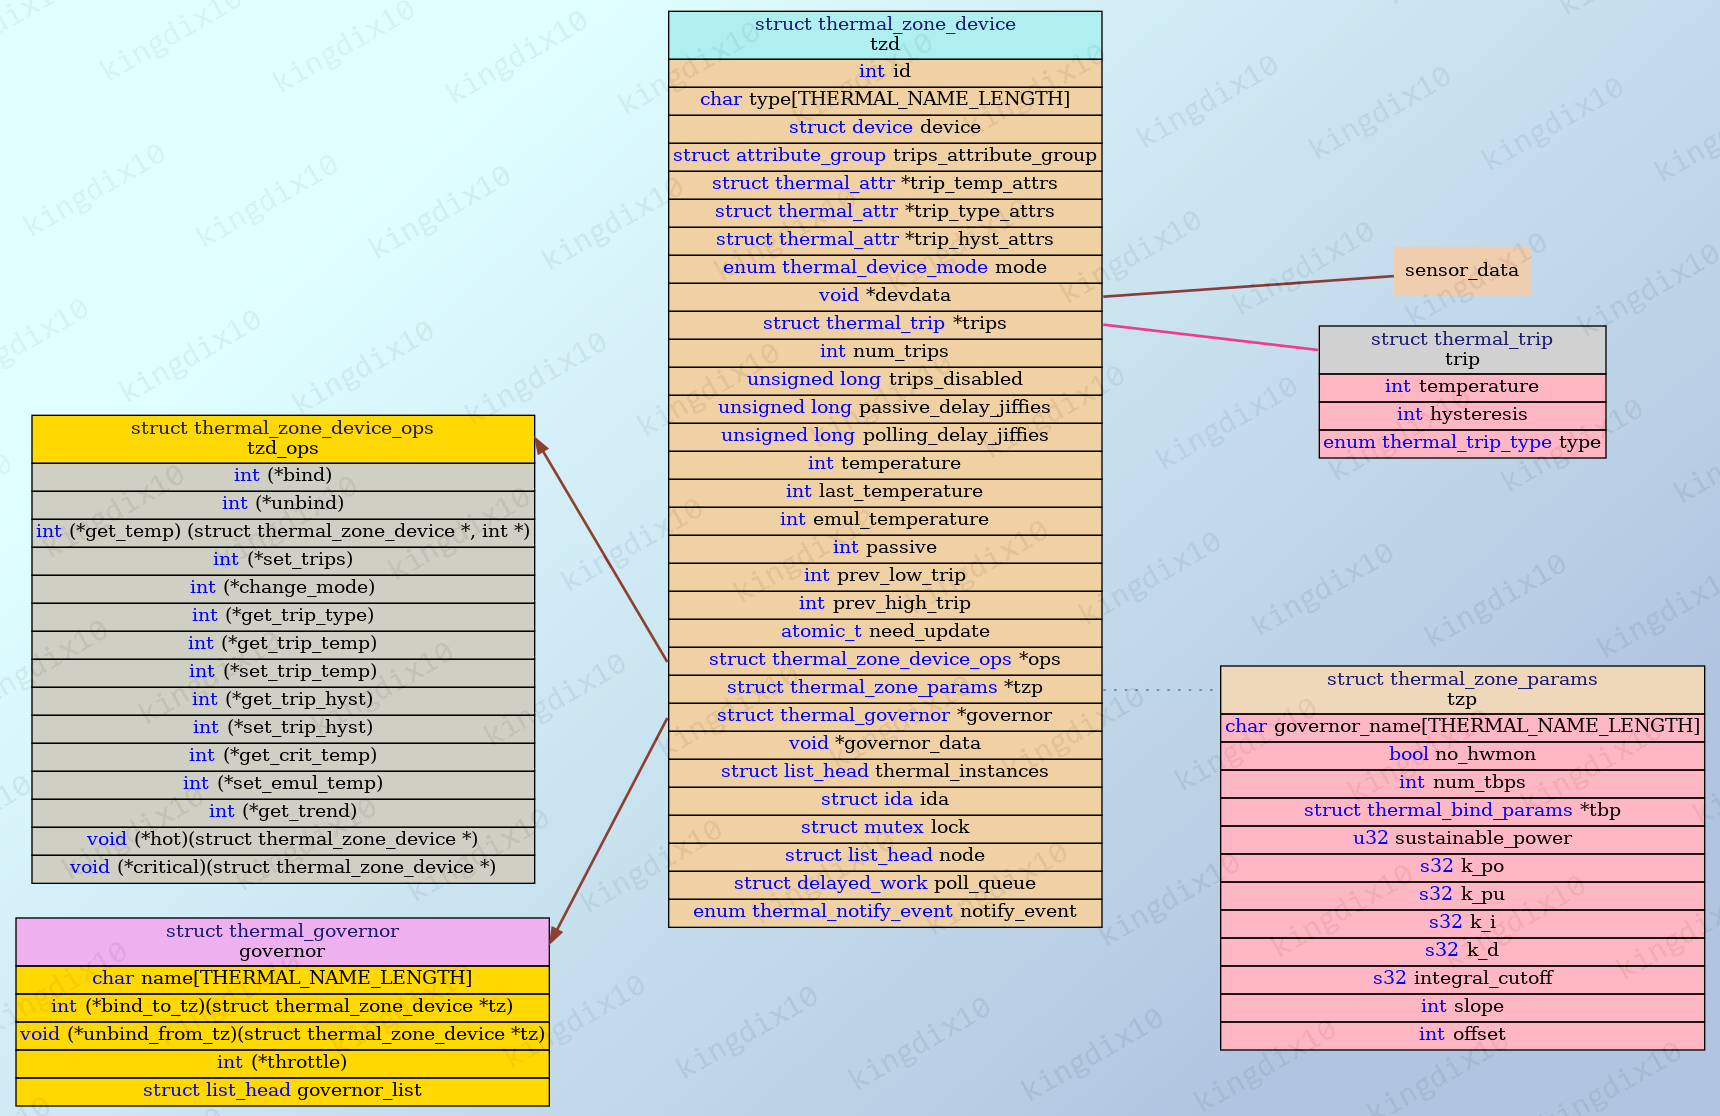 struct thermal_zone_device
tzd
int id
char type[THERMAL_NAME_LENGTH]
struct device device
struct attribute_group trips_attribute_group
struct thermal_attr *trip_temp_attrs
struct thermal_attr *trip_type_attrs
struct thermal_attr *trip_hyst_attrs
enum thermal_device_mode mode
void *devdata
struct thermal_trip *trips
int num_trips
unsigned long trips_disabled
unsigned long passive_delay_jiffies
unsigned long polling_delay_jiffies
int temperature
int last_temperature
int emul_temperature
int passive
int prev_low_trip
int prev_high_trip
atomic_t need_update
struct thermal_zone_device_ops *ops
struct thermal_zone_params *tzp
struct thermal_governor *governor
void *governor_data
struct list_head thermal_instances
struct ida ida
struct mutex lock
struct list_head node
struct delayed_work poll_queue
enum thermal_notify_event notify_event
sensor_data
struct thermal_trip
trip
int temperature
int hysteresis
enum thermal_trip_type type
struct thermal_zone_device_ops
tzd_ops
int (*bind)
int (*unbind)
int (*get_temp) (struct thermal_zone_device *, int *)
int (*set_trips)
int (*change_mode)
int (*get_trip_type)
int (*get_trip_temp)
int (*set_trip_temp)
int (*get_trip_hyst)
int (*set_trip_hyst)
int (*get_crit_temp)
int (*set_emul_temp)
int (*get_trend)
void (*hot)(struct thermal_zone_device *)
void (*critical)(struct thermal_zone_device *)
struct thermal_zone_params
tzp
char governor_name[THERMAL_NAME_LENGTH]
bool no_hwmon
int num_tbps
struct thermal_bind_params *tbp
u32 sustainable_power
s32 k_po
s32 k_pu
s32 k_i
s32 k_d
s32 integral_cutoff
int slope
int offset
struct thermal_governor
governor
char name[THERMAL_NAME_LENGTH]
int (*bind_to_tz)(struct thermal_zone_device *tz)
void (*unbind_from_tz)(struct thermal_zone_device *tz)
int (*throttle)
struct list_head governor_list
kingdix10